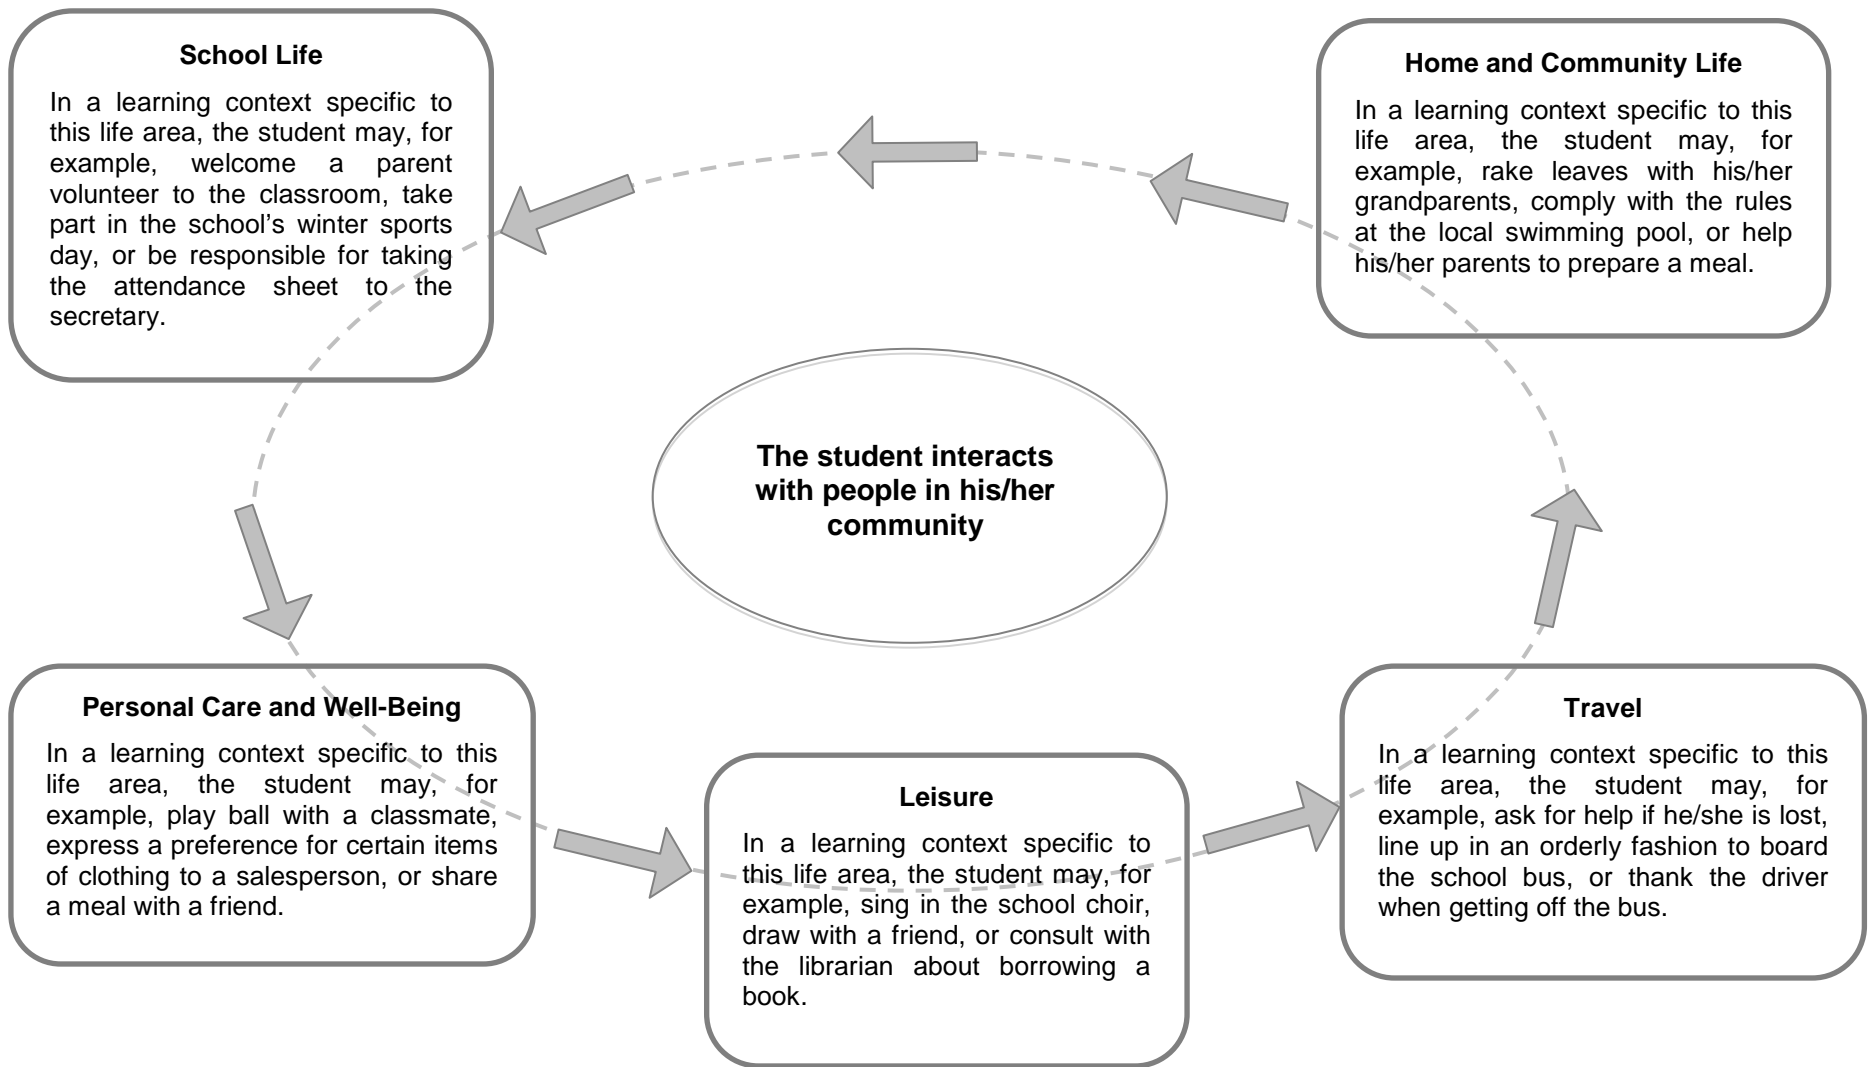 School Life
In a learning context specific to
this life area, the student may, for
example, welcome a parent
volunteer to the classroom, take
part in the school’s winter sports
day, or be responsible for taking
the attendance sheet to the
secretary.
Home and Community Life
In a learning context specific to this
life area, the student may, for
example, rake leaves with his/her
grandparents, comply with the rules
at the local swimming pool, or help
his/her parents to prepare a meal.
The student interacts
with people in his/her
community
Personal Care and Well-Being
In a learning context specific to this
life area, the student may, for
example, play ball with a classmate,
express a preference for certain items
of clothing to a salesperson, or share
a meal with a friend.
Leisure
In a learning context specific to
this life area, the student may, for
example, sing in the school choir,
draw with a friend, or consult with
the librarian about borrowing a
book.
Travel
In a learning context specific to this
life area, the student may, for
example, ask for help if he/she is lost,
line up in an orderly fashion to board
the school bus, or thank the driver
when getting off the bus.